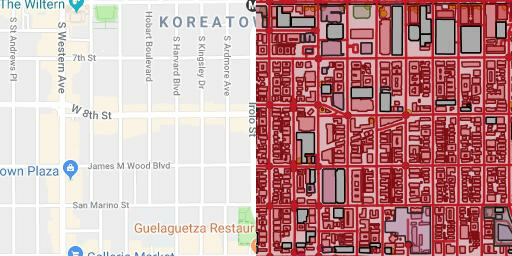 The Wiltern
KOREATO
S St Andrews Pl
S Western Ave
Hobart Boulevard
S Harvard Blvd
S Kingsley Dr
S Ardmore Ave
7th St
W 8th St
Irolo St
own Plaza
James M Wood Blvd
San Marino St
Guelaguetza Restaur
Galleria Market